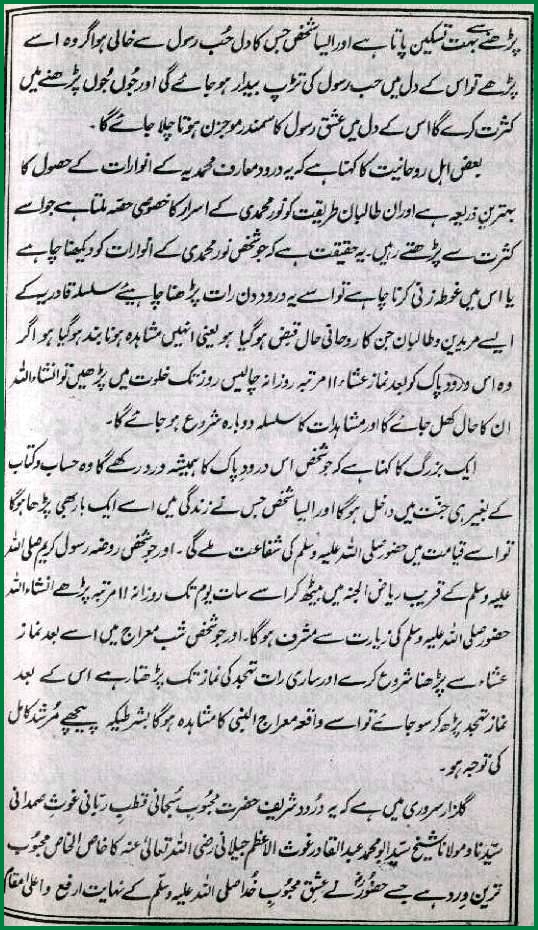 پڑھنے سے بہت تسکین پاتا ہے اور ایسا شخص جس کا دل حُب رسول سے خالی ہو اگر وہ اسے
پڑھے تو اس کے دل میں حب رسول کی تڑپ بیدار ہو جائے گی اور جُوں جُوں پڑھنے میں
کثرت کرے گا اس کے دل میں عشق رسول کا سمندر موجزن ہوتا چلا جائے گا۔
بعض اہل روحانیت کا کہنا ہے کہ یہ درود معارف محمدیہ کے انوارات کے حصول کا
بہترین ذریعہ ہے اور ان طالبان طریقت کو نور محمدی کے اسرار کا خصوصی حصّہ ملتا ہے جو اسے
کثرت سے پڑھتے رہیں۔ یہ حقیقت ہے کہ جو شخص نور محمدی کے انوارات کو دیکھنا چاہے
یا اس میں غوطہ زنی کرنا چاہے تو اسے یہ درود دن رات پڑھنا چاہیئے سلسلہ قادریہ کے
ایسے مریدین و طالبان جن کا روحانی حال قبض ہو گیا ہو یعنی انہیں مشاہدہ ہونا بند ہو گیا ہو اگر
وہ اس درود پاک کو بعد نماز عشاء ۱۱ مرتبہ روزانہ چالیس روز تک خلوت میں پڑھیں تو انشاء اللہ
ان کا حال کھل جائے گا اور مشاہدات کا سلسلہ دوبارہ شروع ہو جائے گا۔
ایک بزرگ کا کہنا ہے کہ جو شخص اس درود پاک کا ہمیشہ ورد رکھے گا وہ حساب و کتاب
کے بغیر ہی جنّت میں داخل ہو گا اور ایسا شخص جس نے زندگی میں اسے ایک بار بھی پڑھا ہو گا
تو اسے قیامت میں حضور صلی اللہ علیہ وسلم کی شفاعت ملے گی۔ اور جو شخص روضہ رسول کریم صلی اللہ
علیہ وسلم کے قریب ریاض الجنہ میں بیٹھ کر اسے سات یوم تک روزانہ ۱۱ مرتبہ پڑھے انشاء اللہ
حضور صلی اللہ علیہ وسلم کی زیارت سے مشرف ہو گا۔ اور جو شخص شب معراج میں اسے بعد نماز
عشاء سے پڑھنا شروع کرے اور ساری رات تہجد کی نماز تک پڑھتا رہے اس کے بعد
نماز تہجد پڑھ کر سو جائے تو اسے واقعہ معراج النبی کا مشاہدہ ہو گا بشرطیکہ پیچھے مُرشد کامل
کی توجہ ہو۔
گلزار سروری میں ہے کہ یہ درُود شریف حضرت محبوب سُبحانی قطب ربانی غوث صمدانی
سیّدنا و مولانا شیخ سیّد ابو محمد عبدالقادر غوث الاعظم جیلانی رضی اللہ تعالیٰ عنہ کا خاص الخاص محبوب
ترین ورد ہے جسے حضورؓ نے عشق محبوب خُدا صلی اللہ علیہ وسلّم کے نہایت ارفع و اعلیٰ مقام